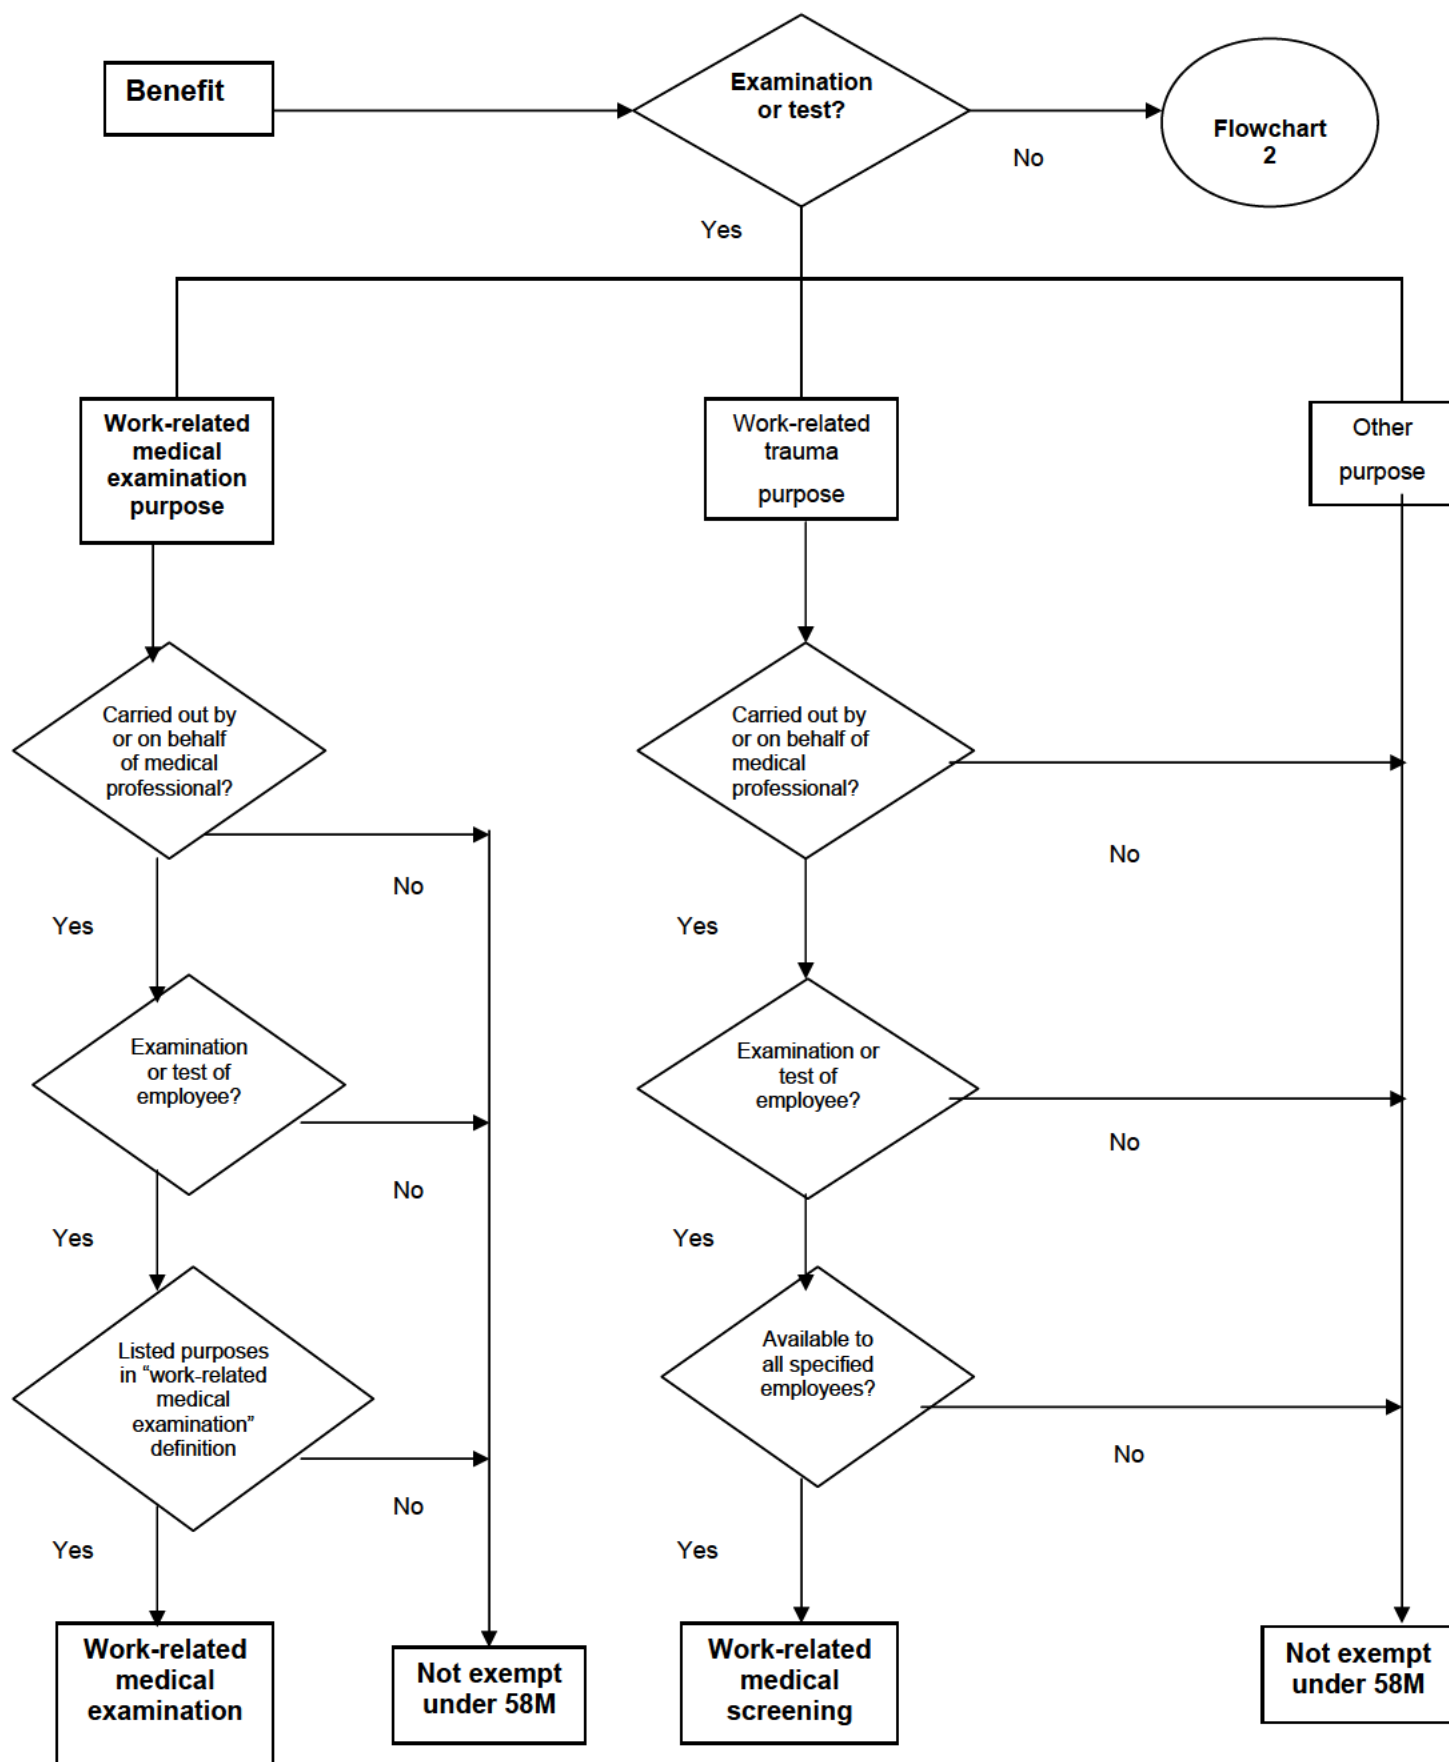 Benefit
Examination
or test?
Flowchart
2
No
Yes
Work-related
medical
examination
purpose
Work-related
trauma
purpose
Other
purpose
Carried out by
or on behalf
of medical
professional?
Carried out by
or on behalf of
medical
professional?
No
No
Yes
Yes
Examination
or test of
employee?
Examination or
test of
employee?
No
No
Yes
Yes
Listed purposes
in “work-related
medical
examination”
definition
Available to
all specified
employees?
No
No
Yes
Yes
Work-related
medical
examination
Not exempt
under 58M
Work-related
medical
screening
Not exempt
under 58M